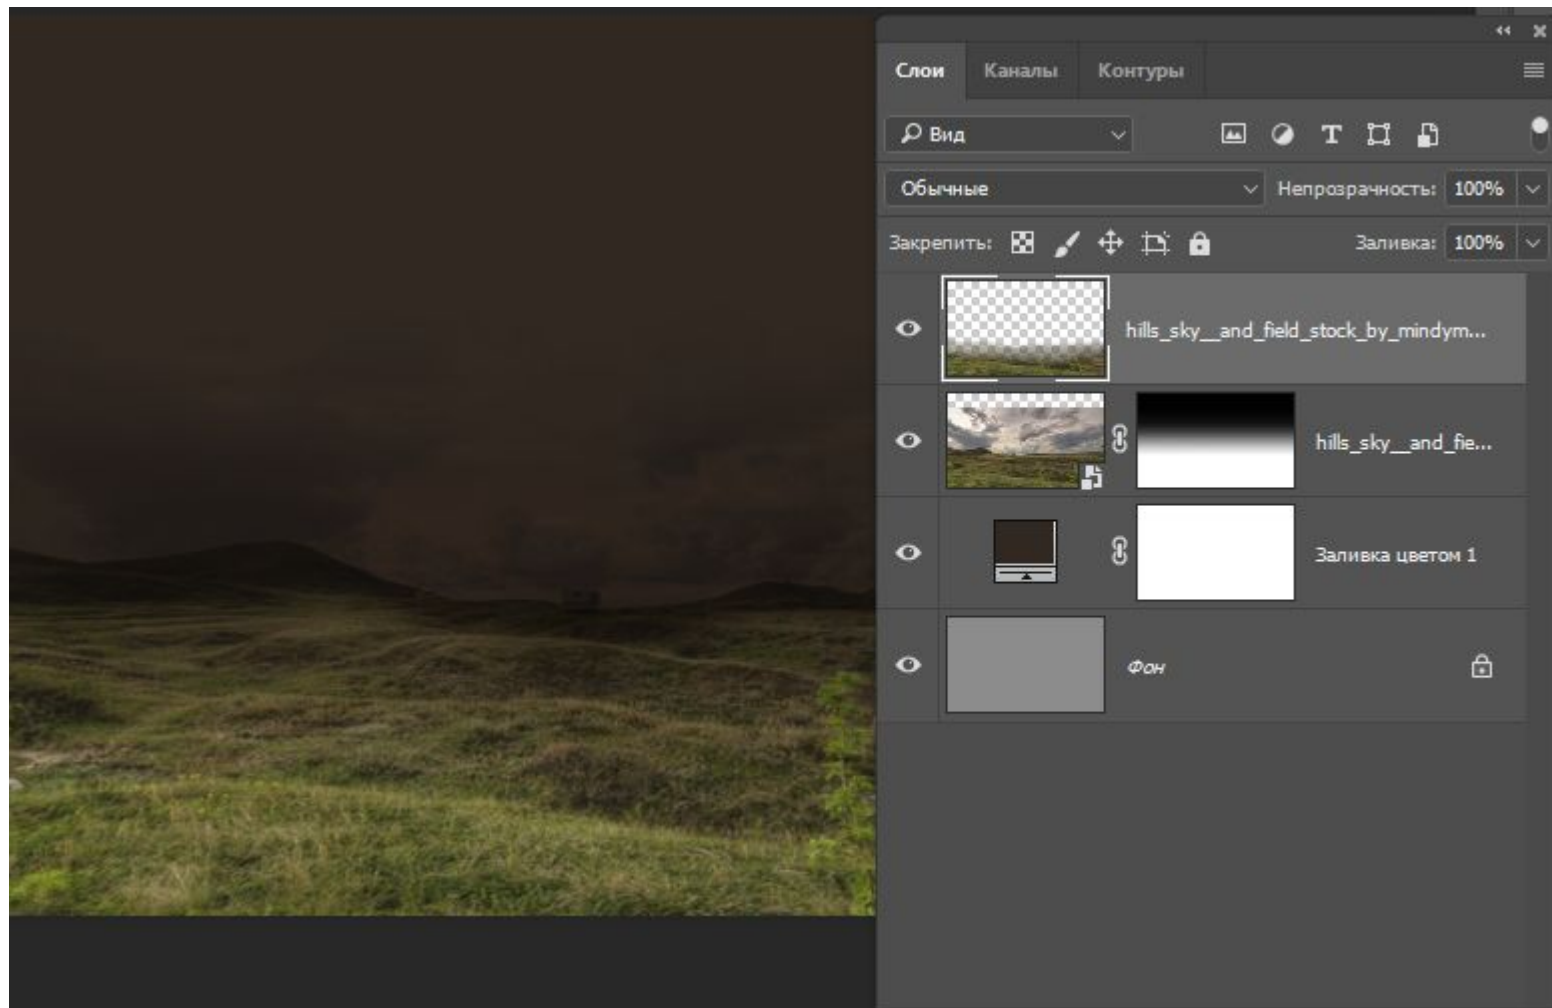 Слои Каналы Контуры
Вид
Обычные Непрозрачность: 100%
Закрепить: Заливка: 100%
hills_sky__and_field_stock_by_mindym...
hills_sky__and_fie...
Заливка цветом 1
Фон